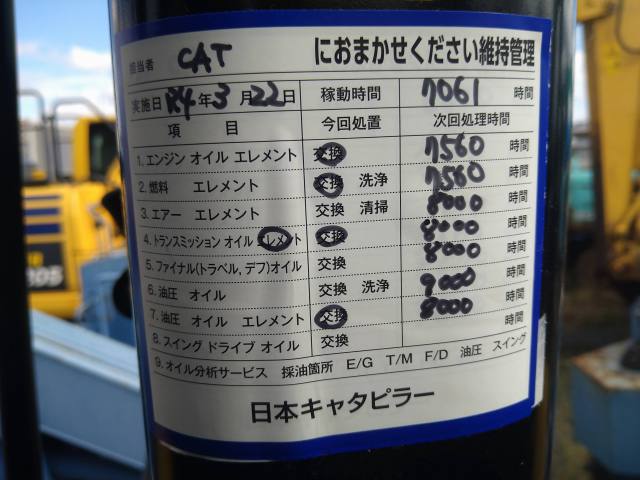 担当者 CAT におまかせください維持管理
実施日 R4年3月22日 稼動時間 7061 時間
項目 今回処置 次回処理時間
1. エンジン オイル エレメント 交換 7560 時間
2. 燃料 エレメント 交換 洗浄 7560 時間
3. エアー エレメント 交換 清掃 8000 時間
4. トランスミッション オイル エレメント 交換 8000 時間
5. ファイナル(トラベル,デフ)オイル 交換 8000 時間
6. 油圧 オイル 交換 洗浄 9000 時間
7. 油圧 オイル エレメント 交換 8000 時間
8. スイング ドライブ オイル 交換 時間
9. オイル分析サービス 採油箇所 E/G T/M F/D 油圧 スイング
日本キャタピラー